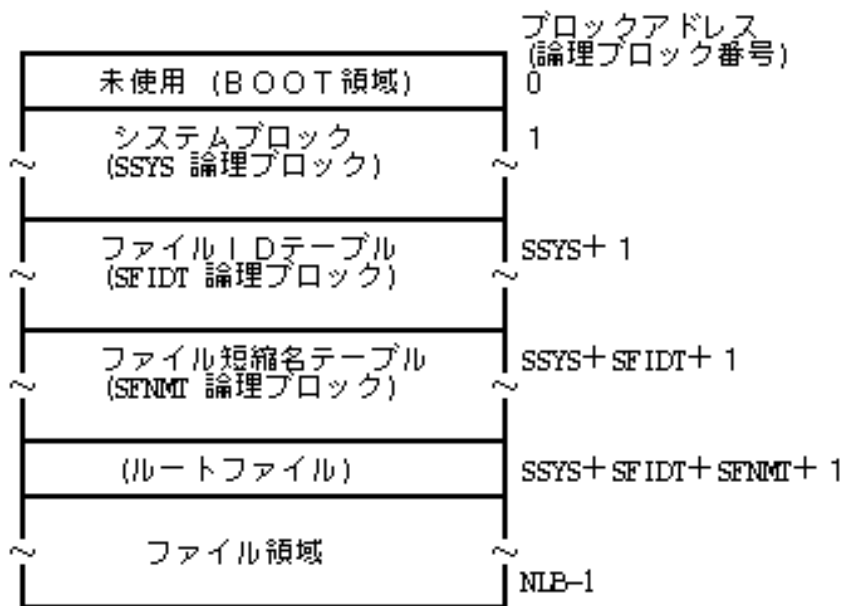 ブロックアドレス
(論理ブロック番号)
未使用 (BOOT領域)
0
システムブロック
1
(SSYS 論理ブロック)
ファイルIDテーブル
SSYS+1
(SFIDT 論理ブロック)
ファイル短縮名テーブル
SSYS+SFIDT+1
(SFNMT 論理ブロック)
(ルートファイル)
SSYS+SFIDT+SFNMT+1
ファイル領域
NLB-1